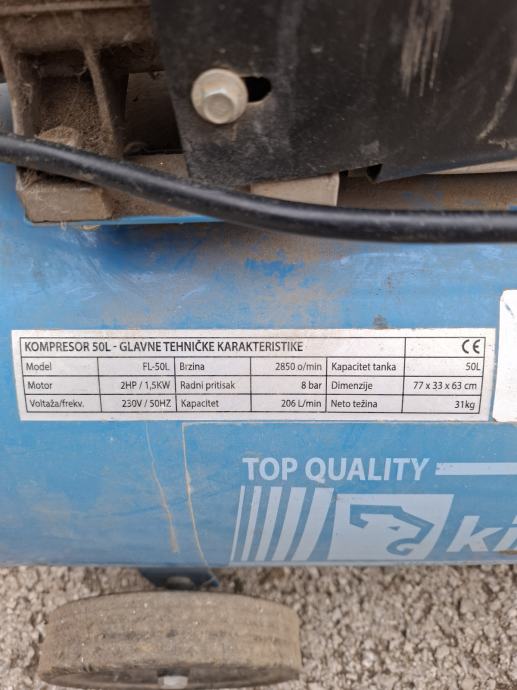 KOMPRESOR 50L - GLAVNE TEHNIČKE KARAKTERISTIKE CE
Model FL-50L Brzina 2850 o/min Kapacitet tanka 50L
Motor 2HP / 1,5KW Radni pritisak 8 bar Dimenzije 77 x 33 x 63 cm
Voltaža/frekv. 230V / 50HZ Kapacitet 206 L/min Neto težina 31kg
TOP QUALITY
ki